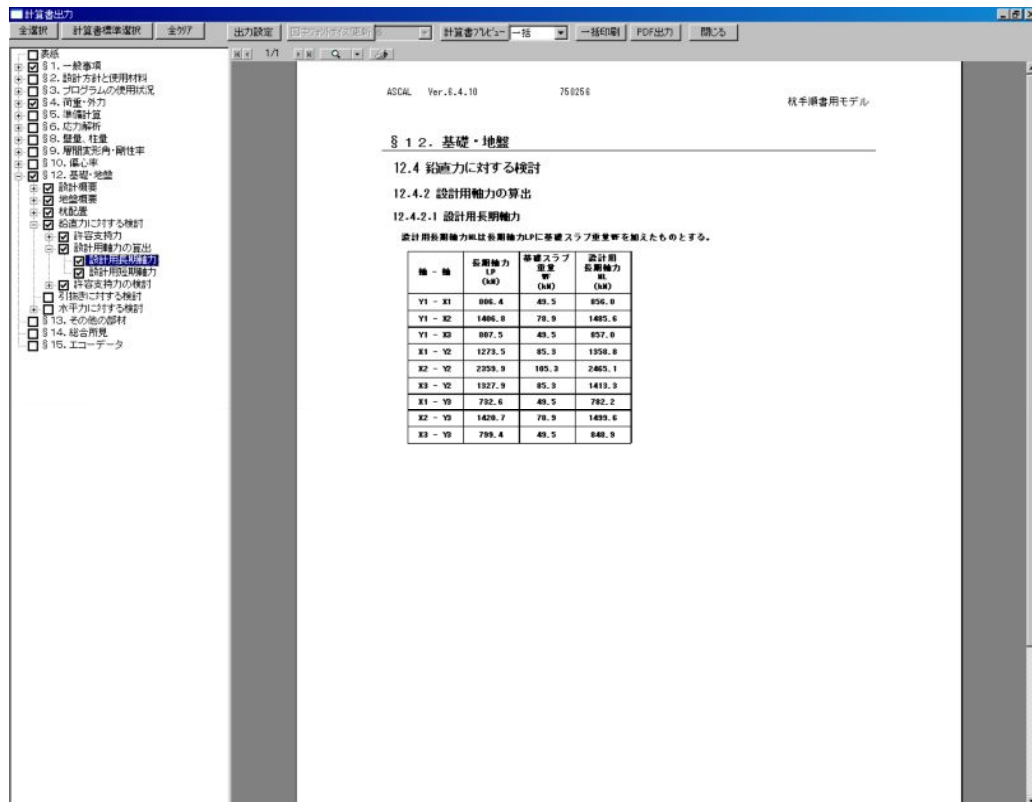 計算書出力
全選択 計算書標準選択 全クリア 出力設定 計算書プレビュー 一括 一括印刷 PDF出力 閉じる
1/1
表紙
§1. 一般事項
§2. 設計方針と使用材料
§3. プログラムの使用状況
§4. 荷重・外力
§5. 準備計算
§6. 応力解析
§8. 壁量、柱量
§9. 層間変形角・剛性率
§10. 偏心率
§12. 基礎・地盤
設計概要
地盤概要
杭配置
鉛直力に対する検討
許容支持力
設計用軸力の算出
設計用長期軸力
設計用短期軸力
許容支持力の検討
引抜きに対する検討
水平力に対する検討
§13. その他の部材
§14. 総合所見
§15. エコーデータ
ASCAL Ver.6.4.10 750256
杭手順書用モデル
§12. 基礎・地盤
12.4 鉛直力に対する検討
12.4.2 設計用軸力の算出
12.4.2.1 設計用長期軸力
設計用長期軸力NLは長期軸力LPに基礎スラブ重量WFを加えたものとする。
軸 - 軸 長期軸力 LP (kN) 基礎スラブ 重量 WF (kN) 設計用 長期軸力 NL (kN)
Y1 - X1 806.4 49.5 856.0
Y1 - X2 1406.8 78.9 1485.6
Y1 - X3 807.5 49.5 857.0
X1 - Y2 1273.5 85.3 1358.8
X2 - Y2 2359.9 105.3 2465.1
X3 - Y2 1327.9 85.3 1413.3
X1 - Y3 732.6 49.5 782.2
X2 - Y3 1420.7 78.9 1499.6
X3 - Y3 799.4 49.5 848.9